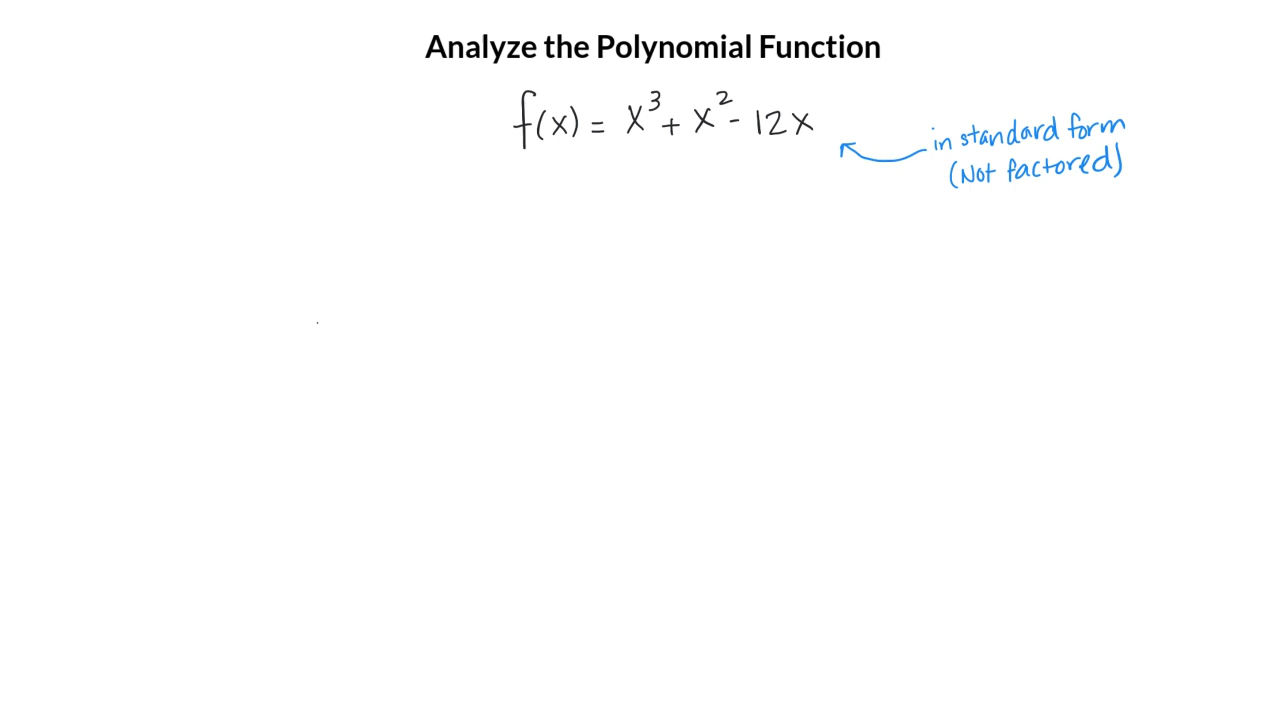 Analyze the Polynomial Function
f(x) = x³ + x² - 12x
in standard form
(Not factored)